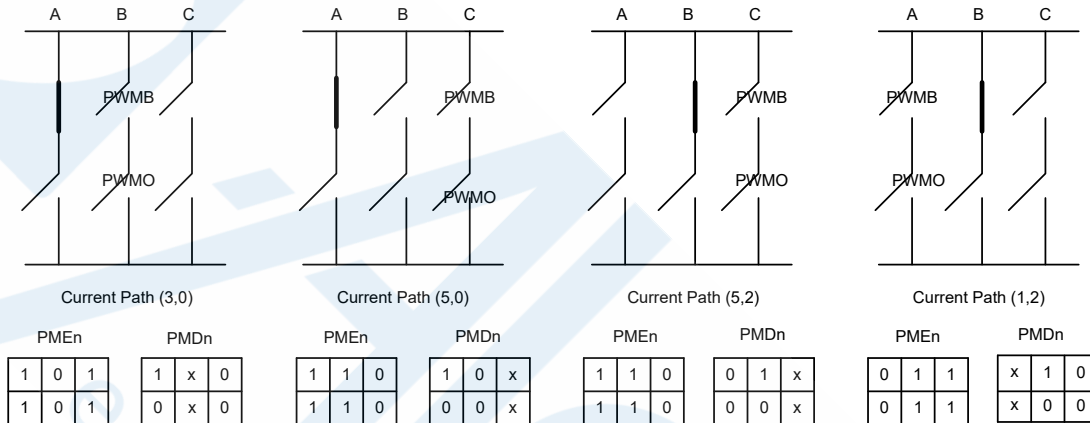 A B C A B C A B C A B C
PWMB PWMB PWMB PWMB
PWMO PWMO PWMO PWMO
Current Path (3,0) Current Path (5,0) Current Path (5,2) Current Path (1,2)
PMEn PMDn PMEn PMDn PMEn PMDn PMEn PMDn
1 0 1 1 x 0 1 1 0 1 0 x 1 1 0 0 1 x 0 1 1 x 1 0
1 0 1 0 x 0 1 1 0 0 0 x 1 1 0 0 0 x 0 1 1 x 0 0